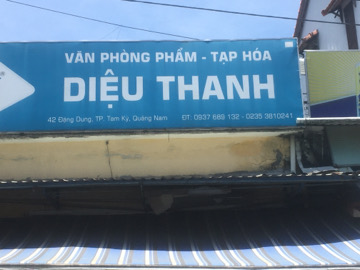 VĂN PHÒNG PHẨM - TẠP HÓA
DIỆU THANH
42 Đặng Dung, TP. Tam Kỳ, Quảng Nam ĐT: 0937 689 132 - 0235 3810241